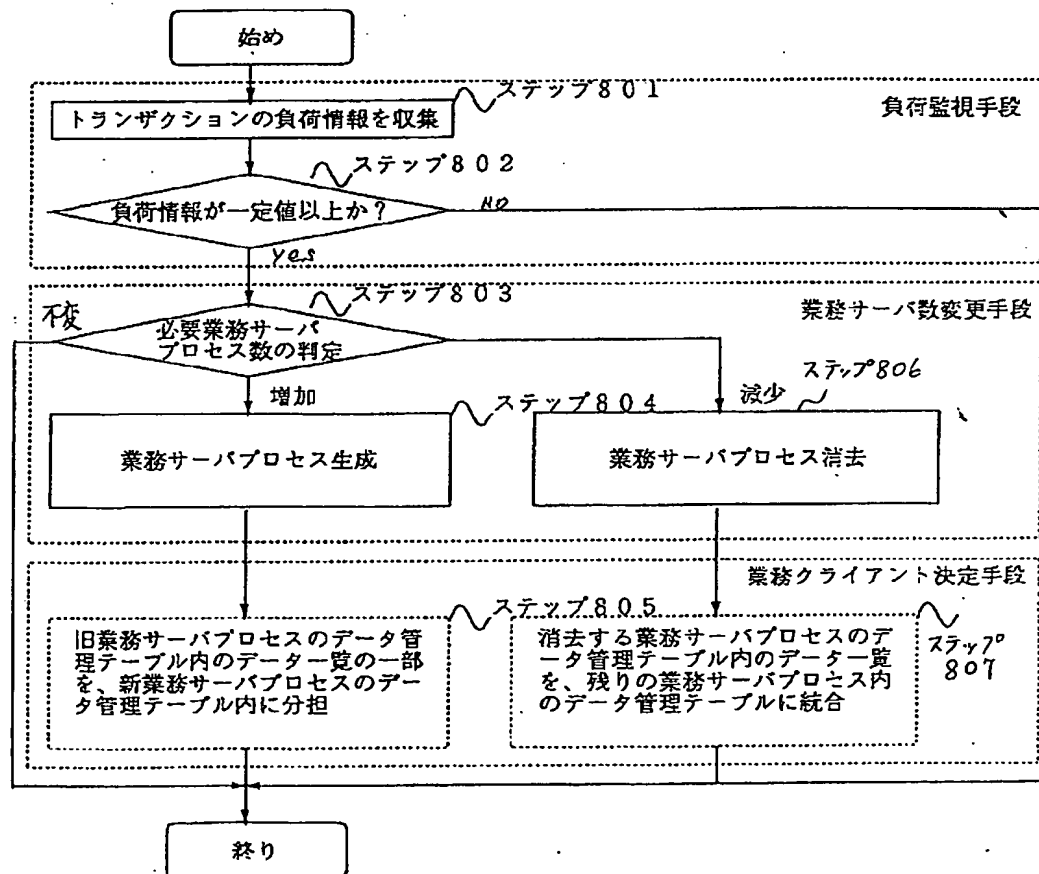 始め
ステップ801
トランザクションの負荷情報を収集
負荷監視手段
ステップ802
負荷情報が一定値以上か?
NO
yes
ステップ803
業務サーバ数変更手段
不変
必要業務サーバ
プロセス数の判定
増加
減少
ステップ806
ステップ804
業務サーバプロセス生成
業務サーバプロセス消去
業務クライアント決定手段
ステップ805
旧業務サーバプロセスのデータ管
理テーブル内のデータ一覧の一部
を、新業務サーバプロセスのデー
タ管理テーブル内に分担
消去する業務サーバプロセスのデ
ータ管理テーブル内のデータ一覧
を、残りの業務サーバプロセス内
のデータ管理テーブルに統合
ステップ
807
終り